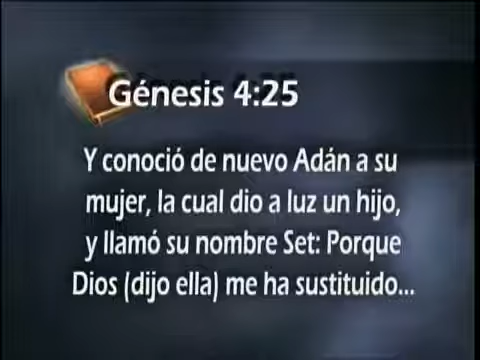 Génesis 4:25
Y conoció de nuevo Adán a su
mujer, la cual dio a luz un hijo,
y llamó su nombre Set: Porque
Dios (dijo ella) me ha sustituido...